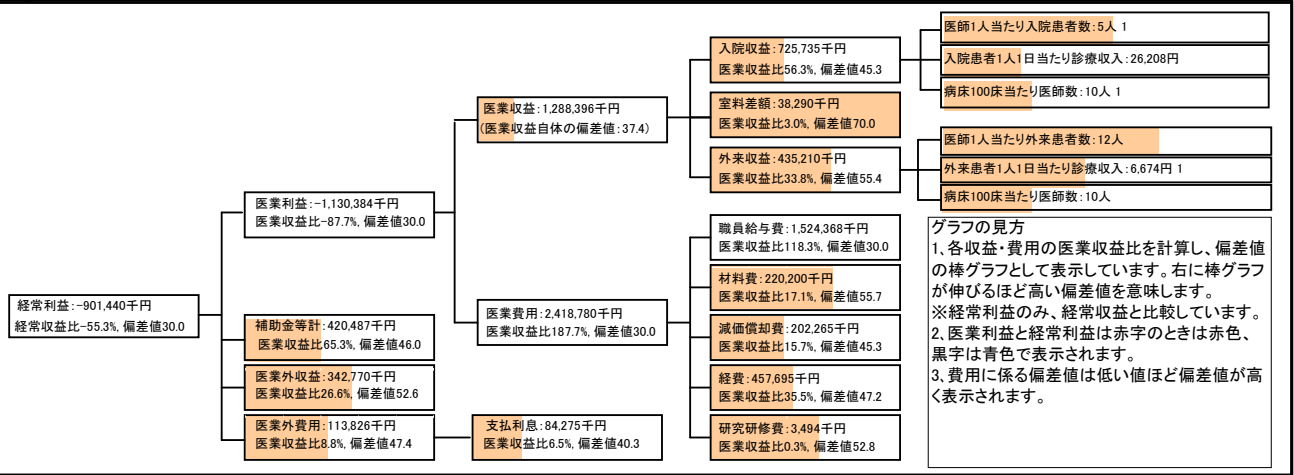 経常利益:-901,440千円
経常収益比-55.3%, 偏差値30.0
医業利益:-1,130,384千円
医業収益比-87.7%, 偏差値30.0
補助金等計:420,487千円
医業収益比65.3%, 偏差値46.0
医業外収益:342,770千円
医業収益比26.6%, 偏差値52.6
医業外費用:113,826千円
医業収益比8.8%, 偏差値47.4
支払利息:84,275千円
医業収益比6.5%, 偏差値40.3
医業収益:1,288,396千円
(医業収益自体の偏差値:37.4)
医業費用:2,418,780千円
医業収益比187.7%, 偏差値30.0
入院収益:725,735千円
医業収益比56.3%, 偏差値45.3
室料差額:38,290千円
医業収益比3.0%, 偏差値70.0
外来収益:435,210千円
医業収益比33.8%, 偏差値55.4
職員給与費:1,524,368千円
医業収益比118.3%, 偏差値30.0
材料費:220,200千円
医業収益比17.1%, 偏差値55.7
減価償却費:202,265千円
医業収益比15.7%, 偏差値45.3
経費:457,695千円
医業収益比35.5%, 偏差値47.2
研究研修費:3,494千円
医業収益比0.3%, 偏差値52.8
医師1人当たり入院患者数:5人 1
入院患者1人1日当たり診療収入:26,208円
病床100床当たり医師数:10人 1
医師1人当たり外来患者数:12人
外来患者1人1日当たり診療収入:6,674円 1
病床100床当たり医師数:10人
グラフの見方
1、各収益・費用の医業収益比を計算し、偏差値
の棒グラフとして表示しています。右に棒グラフ
が伸びるほど高い偏差値を意味します。
※経常利益のみ、経常収益と比較しています。
2、医業利益と経常利益は赤字のときは赤色、
黒字は青色で表示されます。
3、費用に係る偏差値は低い値ほど偏差値が高
く表示されます。